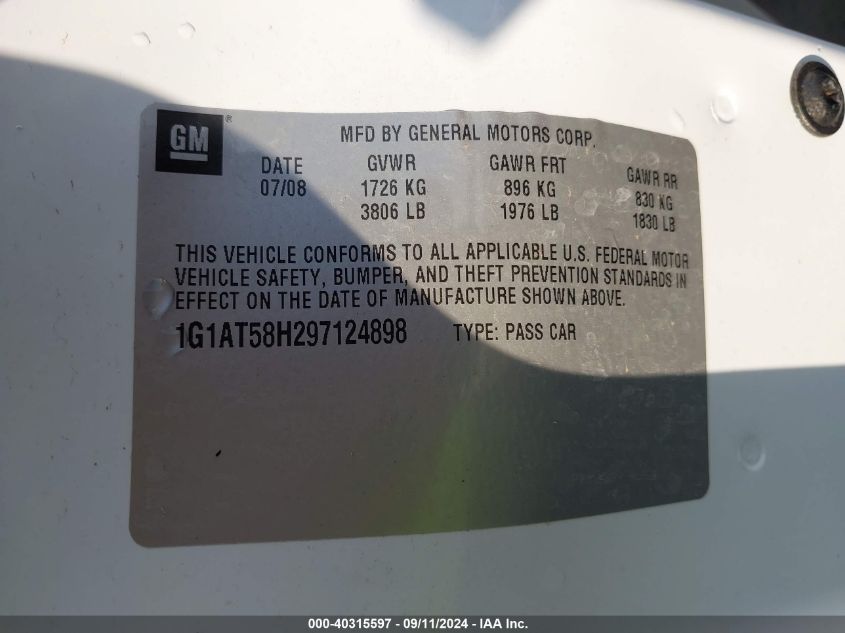 GM ®
MFD BY GENERAL MOTORS CORP.
DATE GVWR GAWR FRT GAWR RR
07/08 1726 KG 896 KG 830 KG
3806 LB 1976 LB 1830 LB
THIS VEHICLE CONFORMS TO ALL APPLICABLE U.S. FEDERAL MOTOR
VEHICLE SAFETY, BUMPER, AND THEFT PREVENTION STANDARDS IN
EFFECT ON THE DATE OF MANUFACTURE SHOWN ABOVE.
1G1AT58H297124898 TYPE: PASS CAR
000-40315597 - 09/11/2024 - IAA Inc.